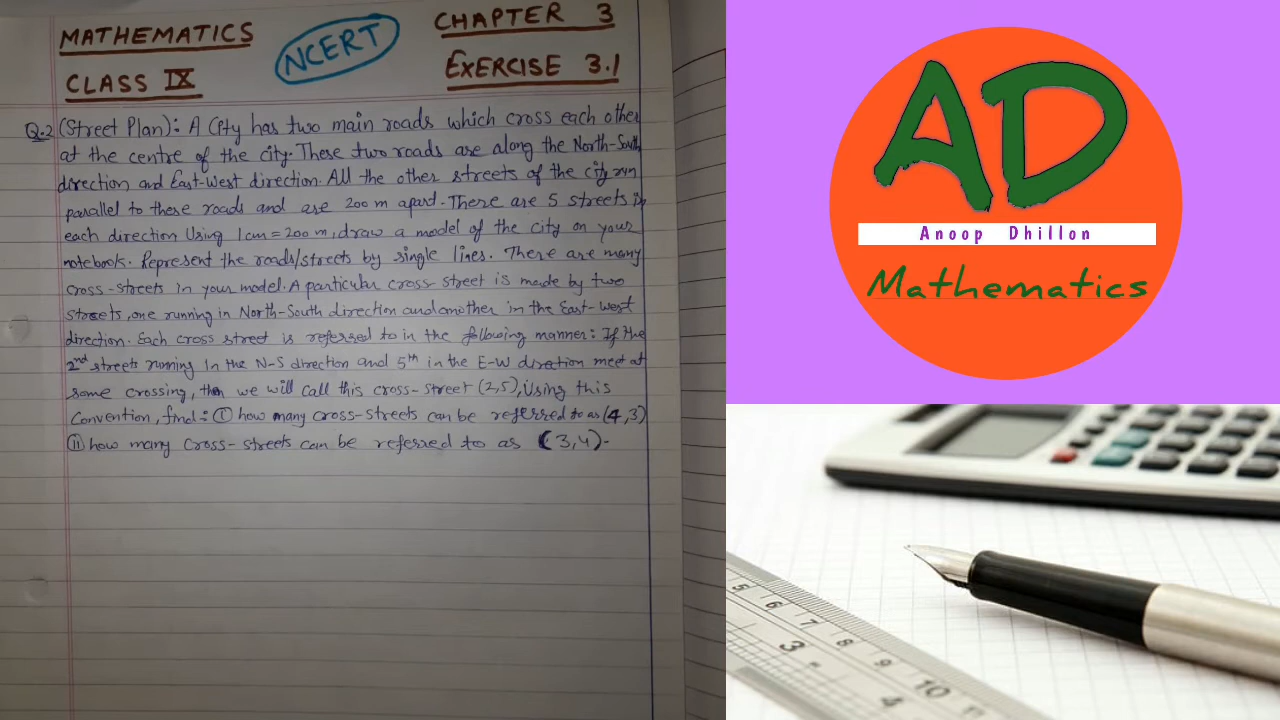 MATHEMATICS
CLASS IX
NCERT
CHAPTER 3
EXERCISE 3.1
Q.2 (Street Plan): A City has two main roads which cross each other
at the centre of the city. These two roads are along the North-South
direction and East-West direction. All the other streets of the city run
parallel to these roads and are 200 m apart. There are 5 streets in
each direction Using 1cm = 200 m, draw a model of the city on your
notebook. Represent the roads/streets by single lines. There are many
cross-streets in your model. A particular cross-street is made by two
streets, one running in North-South direction and another in the East-West
direction. Each cross street is referred to in the following manner: If the
2nd streets running in the N-S direction and 5th in the E-W direction meet at
some crossing, then we will call this cross-street (2,5), Using this
Convention, find: (i) how many cross-streets can be referred to as (4,3)
(ii) how many cross-streets can be referred to as (3,4).
AD
Anoop Dhillon
Mathematics
5 6 7 8 9 10 11
3 4